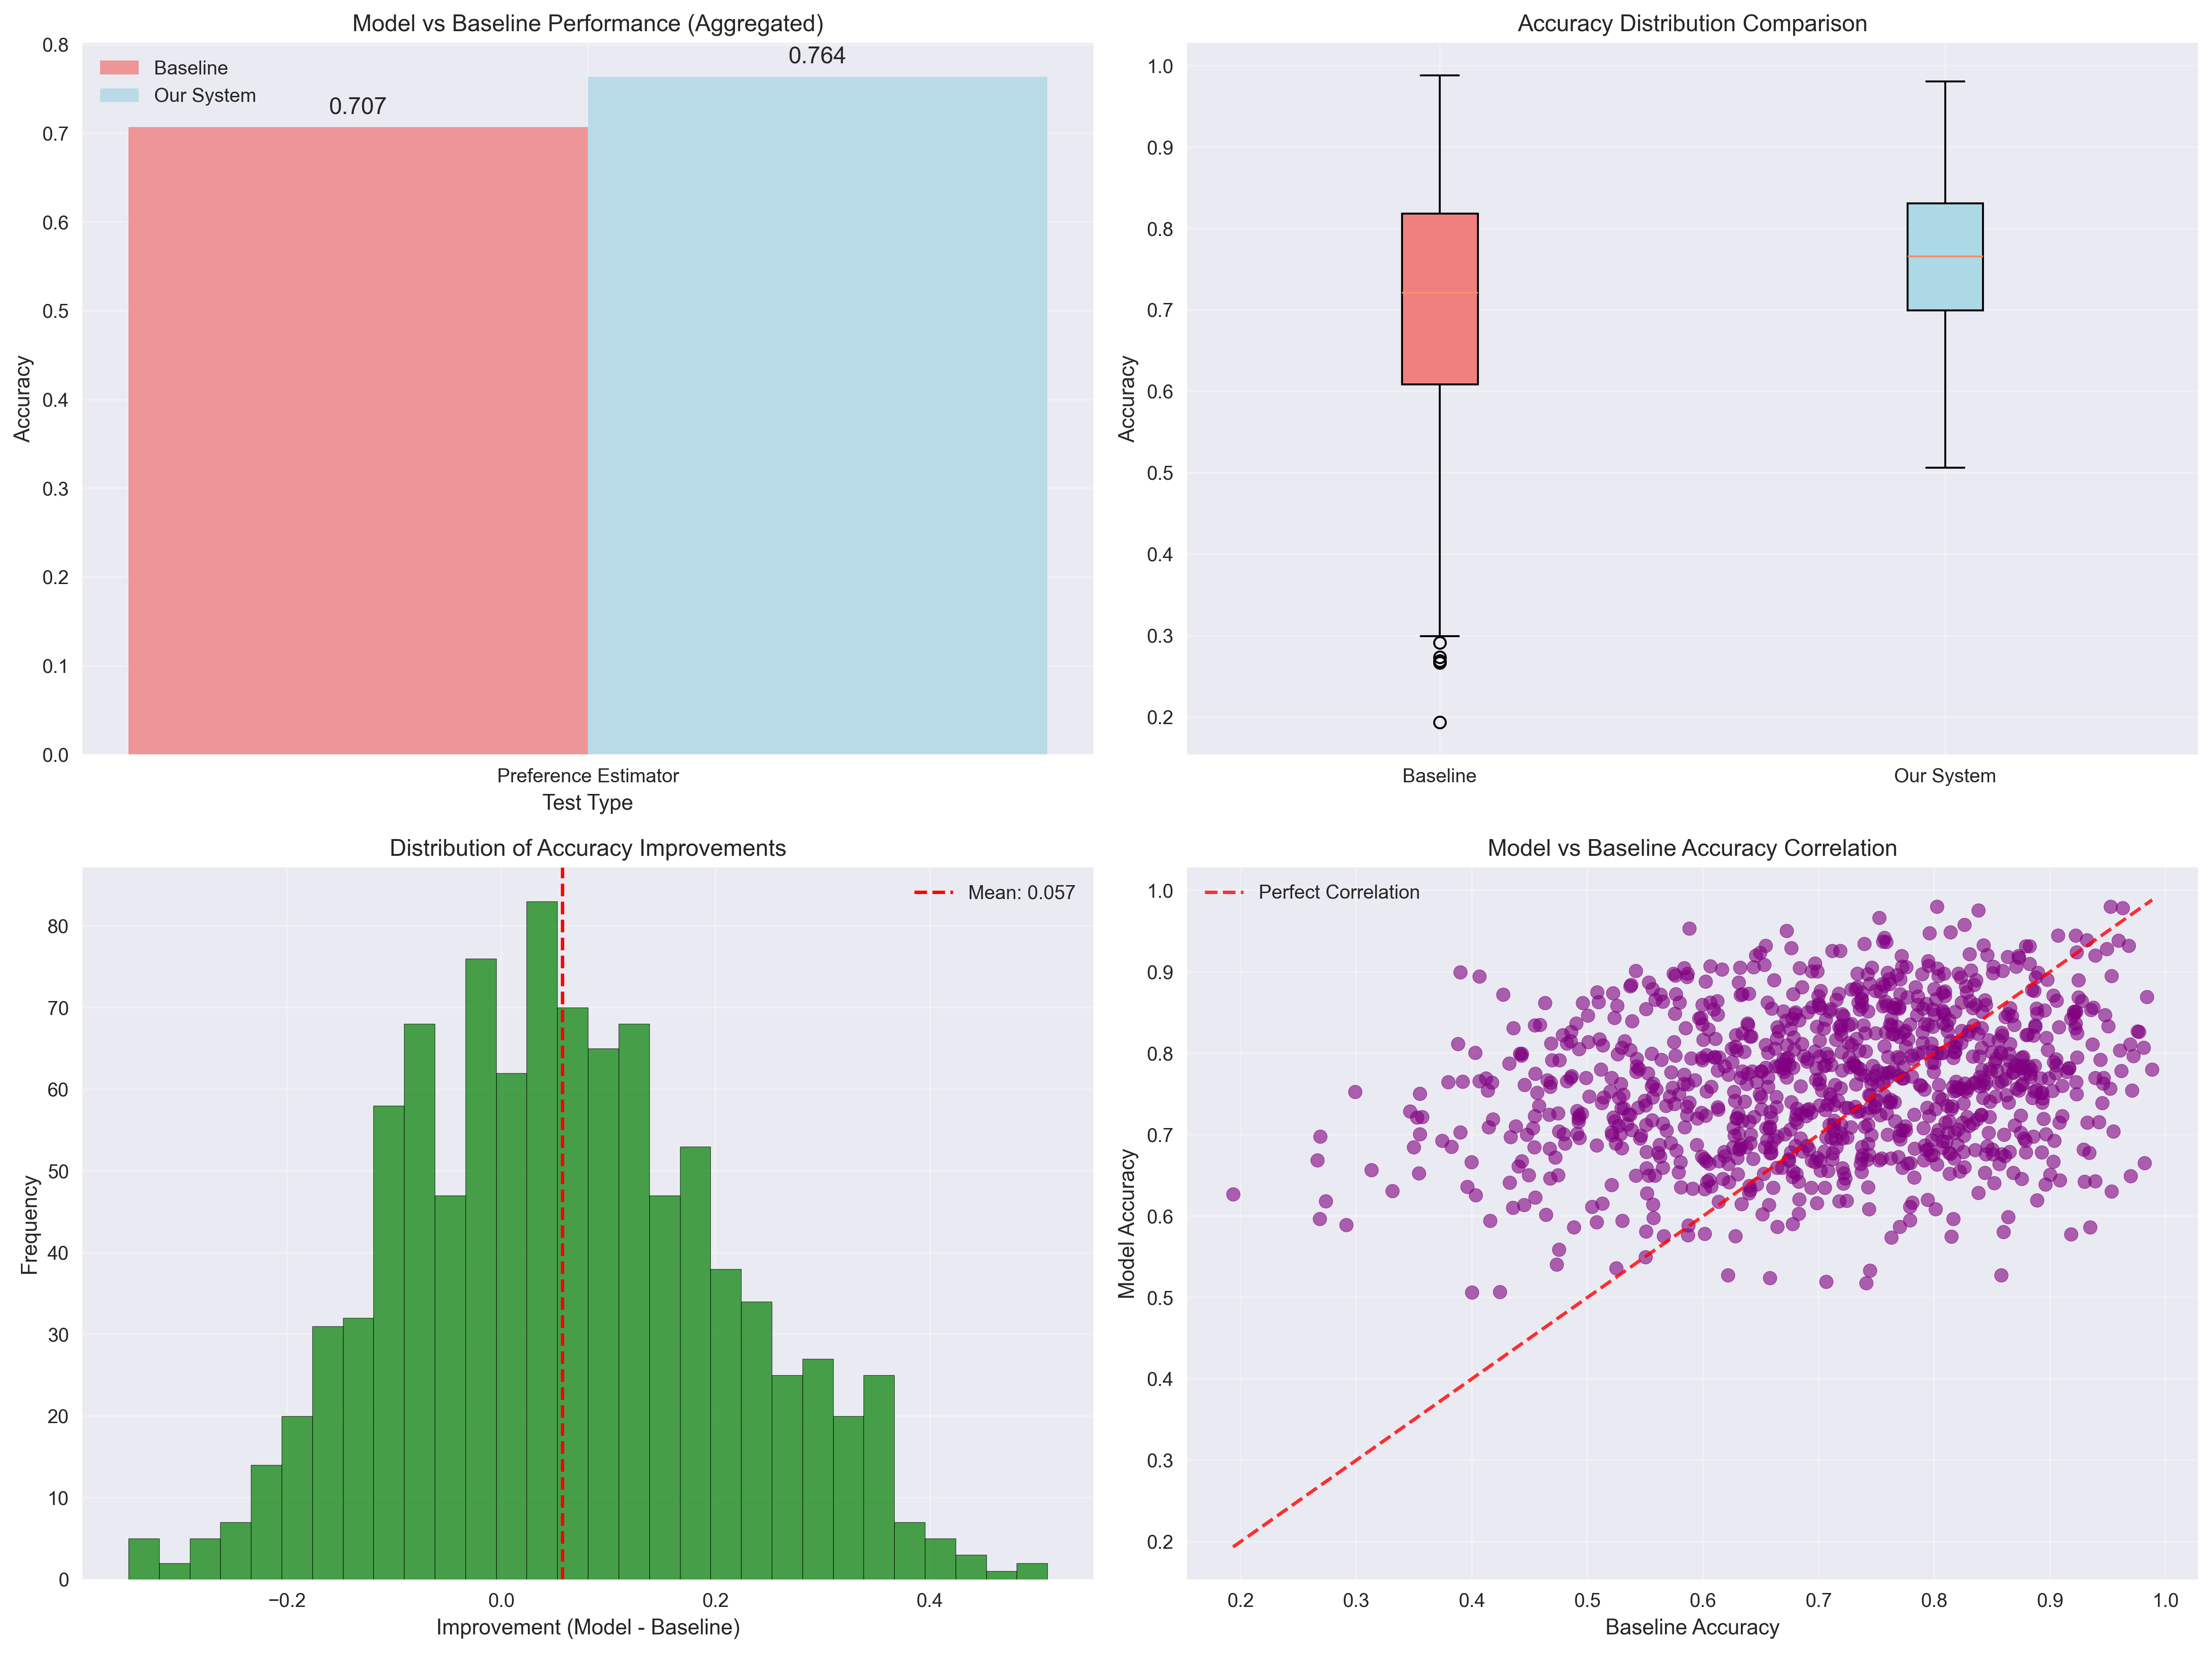 Model vs Baseline Performance (Aggregated)
Baseline
Our System
0.707
0.764
Accuracy
0.8
0.7
0.6
0.5
0.4
0.3
0.2
0.1
0.0
Preference Estimator
Test Type
Accuracy Distribution Comparison
Accuracy
1.0
0.9
0.8
0.7
0.6
0.5
0.4
0.3
0.2
Baseline
Our System
Distribution of Accuracy Improvements
Mean: 0.057
Frequency
80
70
60
50
40
30
20
10
0
−0.2
0.0
0.2
0.4
Improvement (Model - Baseline)
Model vs Baseline Accuracy Correlation
Perfect Correlation
Model Accuracy
1.0
0.9
0.8
0.7
0.6
0.5
0.4
0.3
0.2
0.2
0.3
0.4
0.5
0.6
0.7
0.8
0.9
1.0
Baseline Accuracy